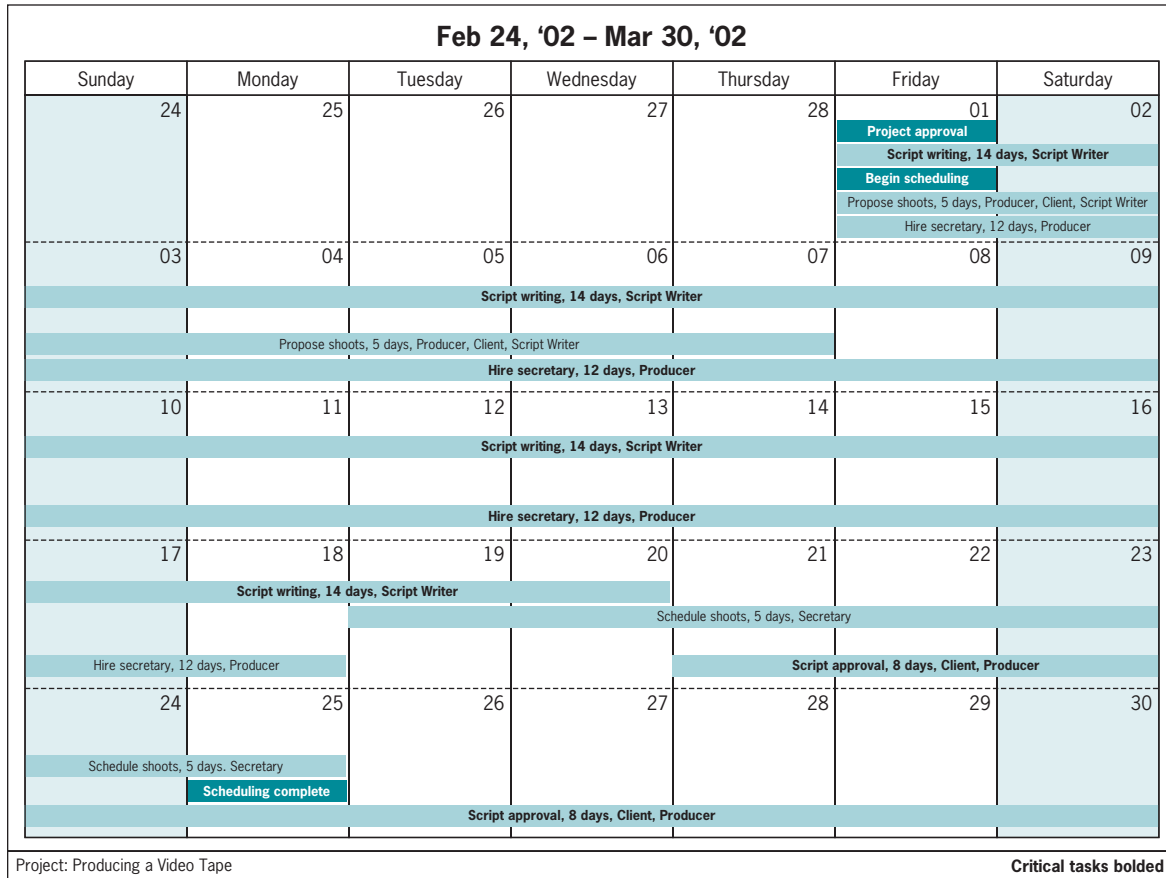 Feb 24, ‘02 – Mar 30, ‘02
Sunday Monday Tuesday Wednesday Thursday Friday Saturday
24 25 26 27 28 01 02
Project approval
Script writing, 14 days, Script Writer
Begin scheduling
Propose shoots, 5 days, Producer, Client, Script Writer
Hire secretary, 12 days, Producer
03 04 05 06 07 08 09
Script writing, 14 days, Script Writer
Propose shoots, 5 days, Producer, Client, Script Writer
Hire secretary, 12 days, Producer
10 11 12 13 14 15 16
Script writing, 14 days, Script Writer
Hire secretary, 12 days, Producer
17 18 19 20 21 22 23
Script writing, 14 days, Script Writer
Schedule shoots, 5 days, Secretary
Hire secretary, 12 days, Producer Script approval, 8 days, Client, Producer
24 25 26 27 28 29 30
Schedule shoots, 5 days. Secretary
Scheduling complete
Script approval, 8 days, Client, Producer
Project: Producing a Video Tape Critical tasks bolded